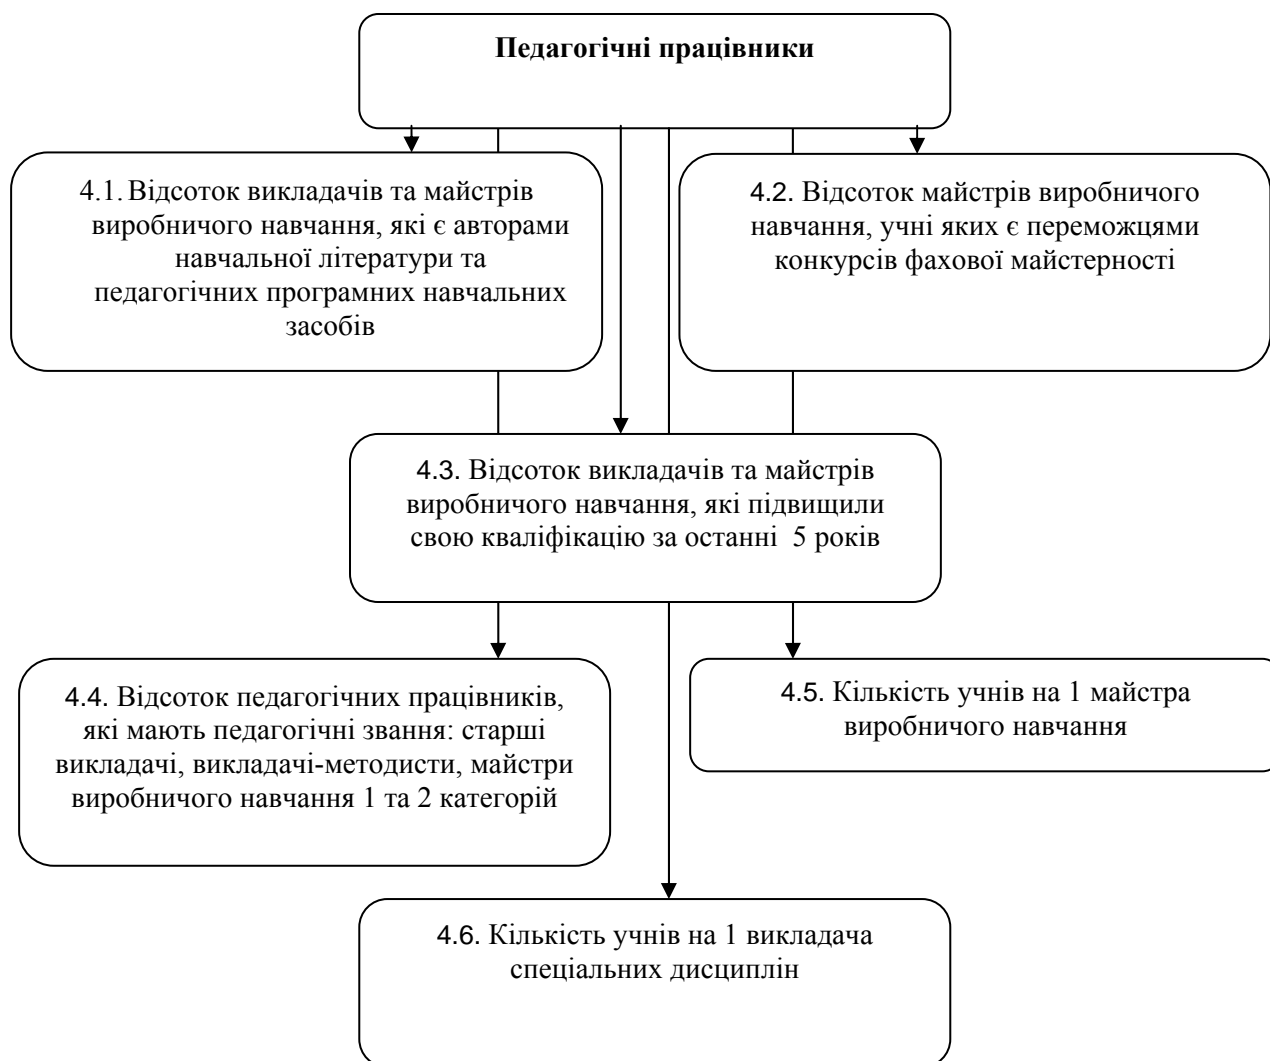 Педагогічні працівники
4.1. Відсоток викладачів та майстрів
виробничого навчання, які є авторами
навчальної літератури та
педагогічних програмних навчальних
засобів
4.2. Відсоток майстрів виробничого
навчання, учні яких є переможцями
конкурсів фахової майстерності
4.3. Відсоток викладачів та майстрів
виробничого навчання, які підвищили
свою кваліфікацію за останні  5 років
4.4. Відсоток педагогічних працівників,
які мають педагогічні звання: старші
викладачі, викладачі-методисти, майстри
виробничого навчання 1 та 2 категорій
4.5. Кількість учнів на 1 майстра
виробничого навчання
4.6. Кількість учнів на 1 викладача
спеціальних дисциплін